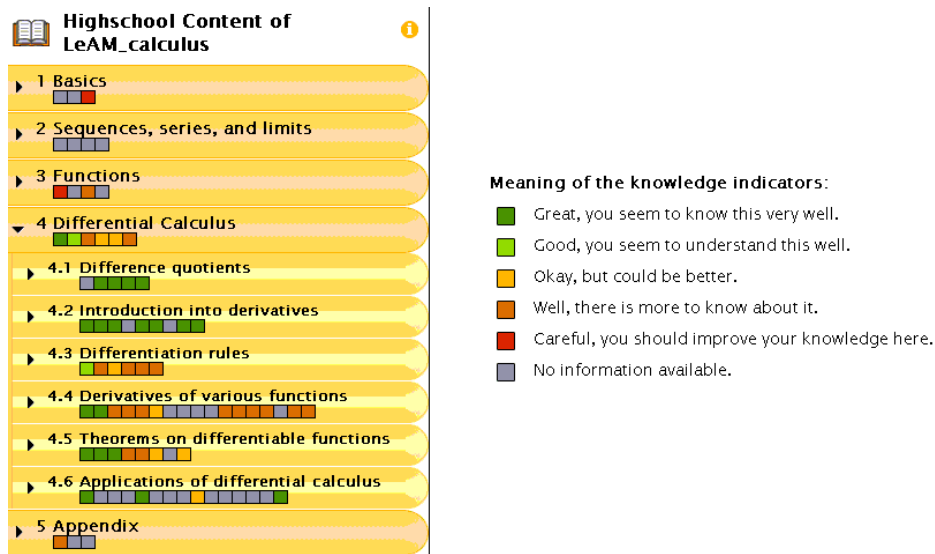 Highschool Content of
LeAM_calculus
i
1 Basics
2 Sequences, series, and limits
3 Functions
4 Differential Calculus
4.1 Difference quotients
4.2 Introduction into derivatives
4.3 Differentiation rules
4.4 Derivatives of various functions
4.5 Theorems on differentiable functions
4.6 Applications of differential calculus
5 Appendix
Meaning of the knowledge indicators:
Great, you seem to know this very well.
Good, you seem to understand this well.
Okay, but could be better.
Well, there is more to know about it.
Careful, you should improve your knowledge here.
No information available.